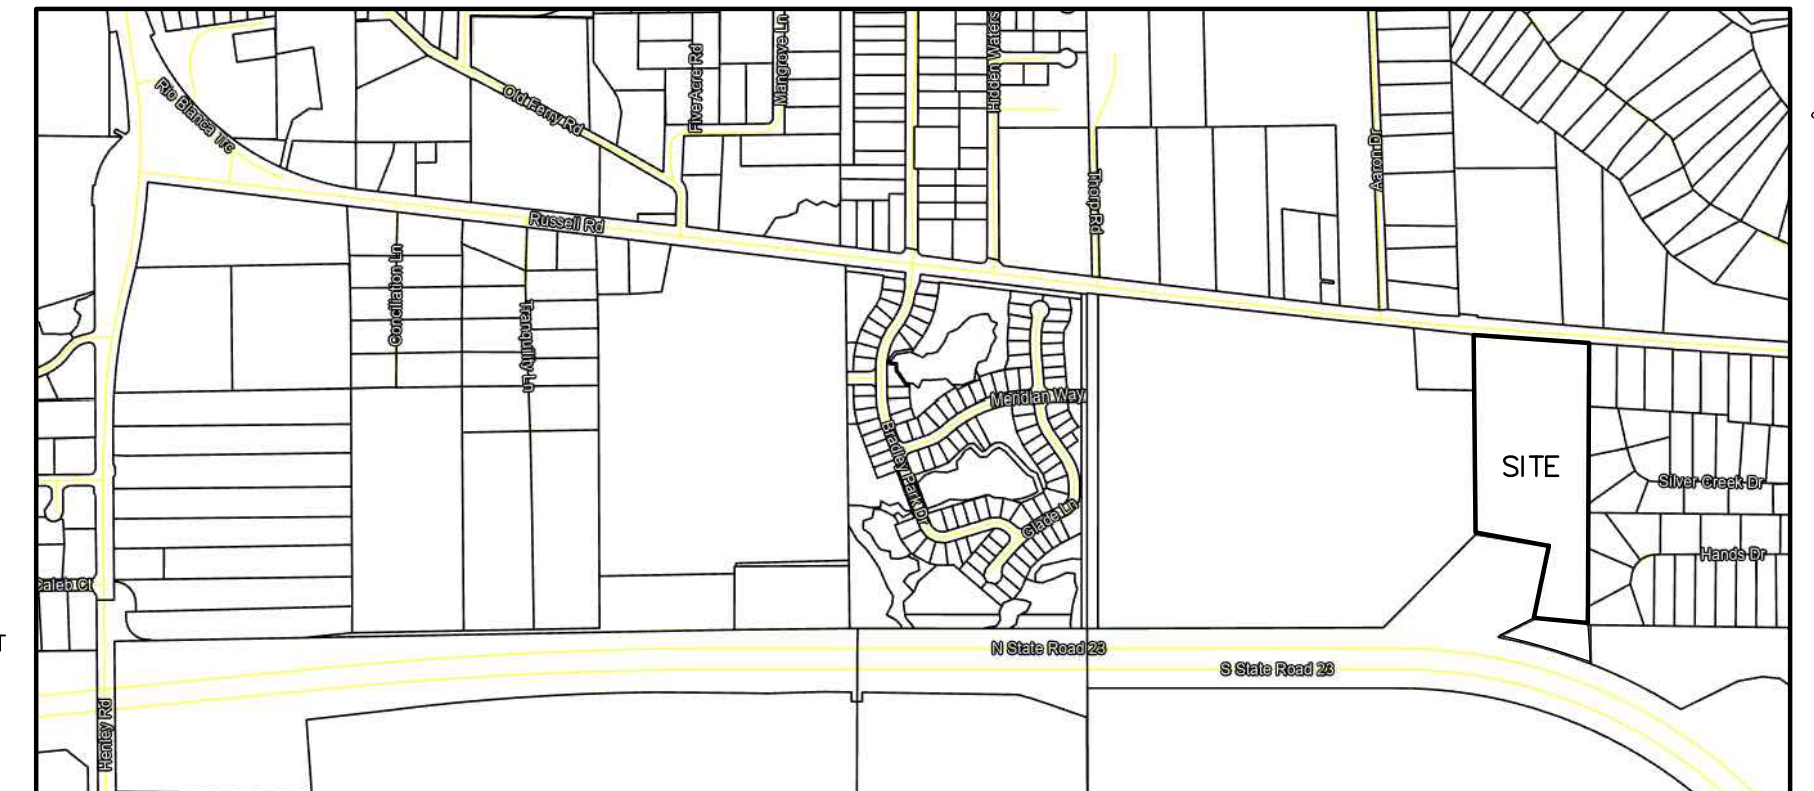 Mangrove Ln
Hidden Waters
Five Acre Rd
Rio Blanca Trc
Old Ferry Rd
Aaron Dr
Thorp Rd
Russell Rd
Conciliation Ln
Tranquility Ln
Meridian Way
Bradley Park Dr
SITE
Silver Creek Dr
Glade Ln
Hands Dr
Caleb Ct
T
N State Road 23
S State Road 23
Henley Rd